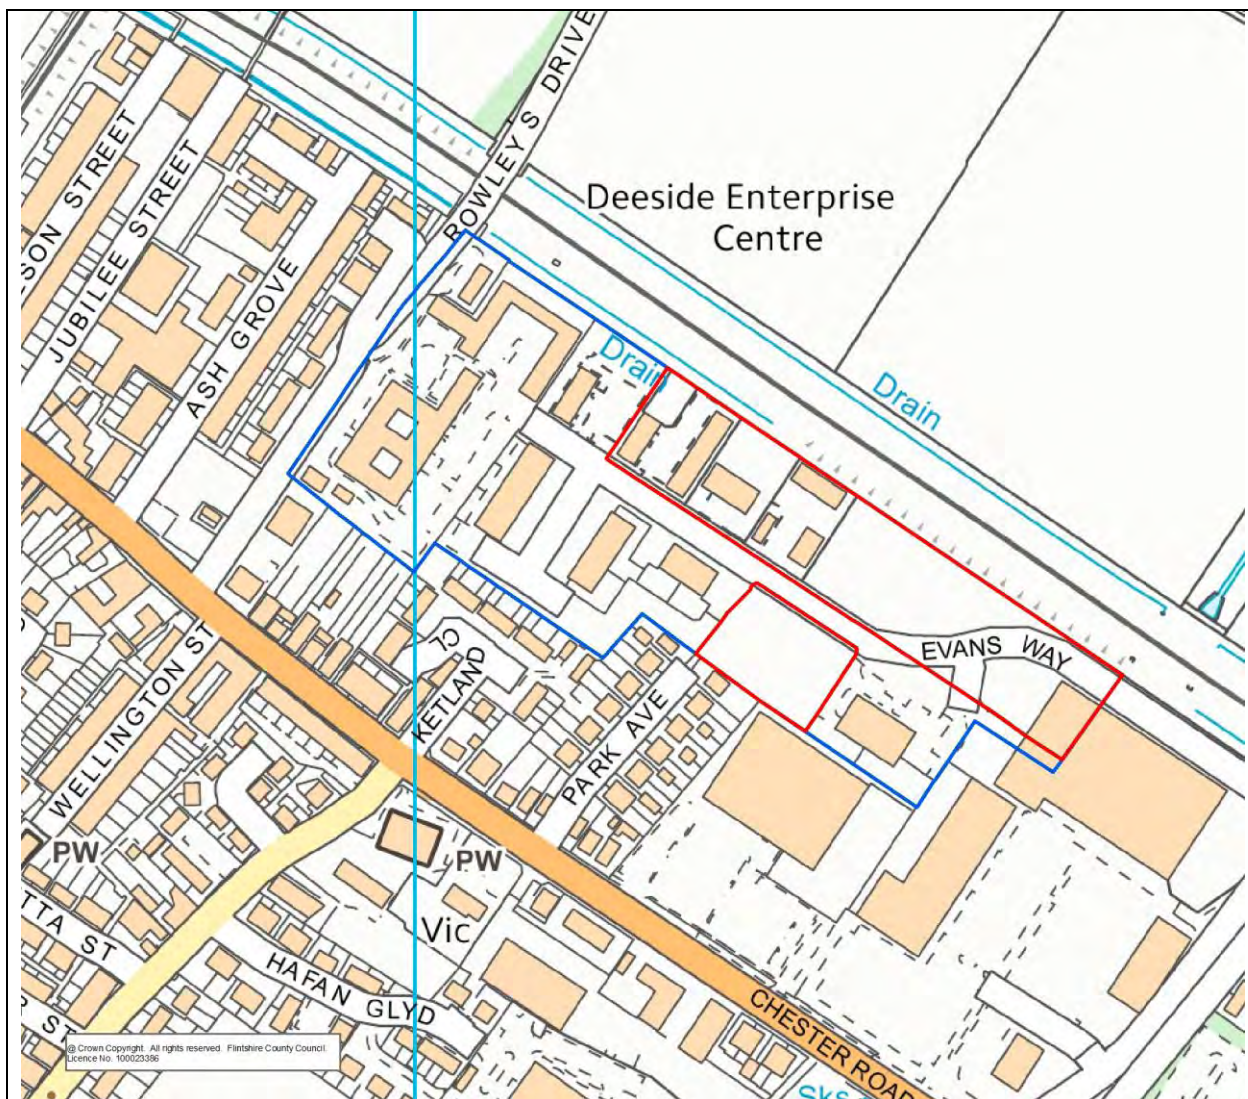 ROWLEY'S DRIVE
Deeside Enterprise
Centre
SON STREET
JUBILEE STREET
ASH GROVE
Drain
Drain
EVANS WAY
WELLINGTON ST
KETLAND
CL
PARK AVE
PW
PW
Vic
TTA ST
HAFAN GLYD
ST
CHESTER ROAD
@ Crown Copyright. All rights reserved. Flintshire County Council.
Licence No. 100023386